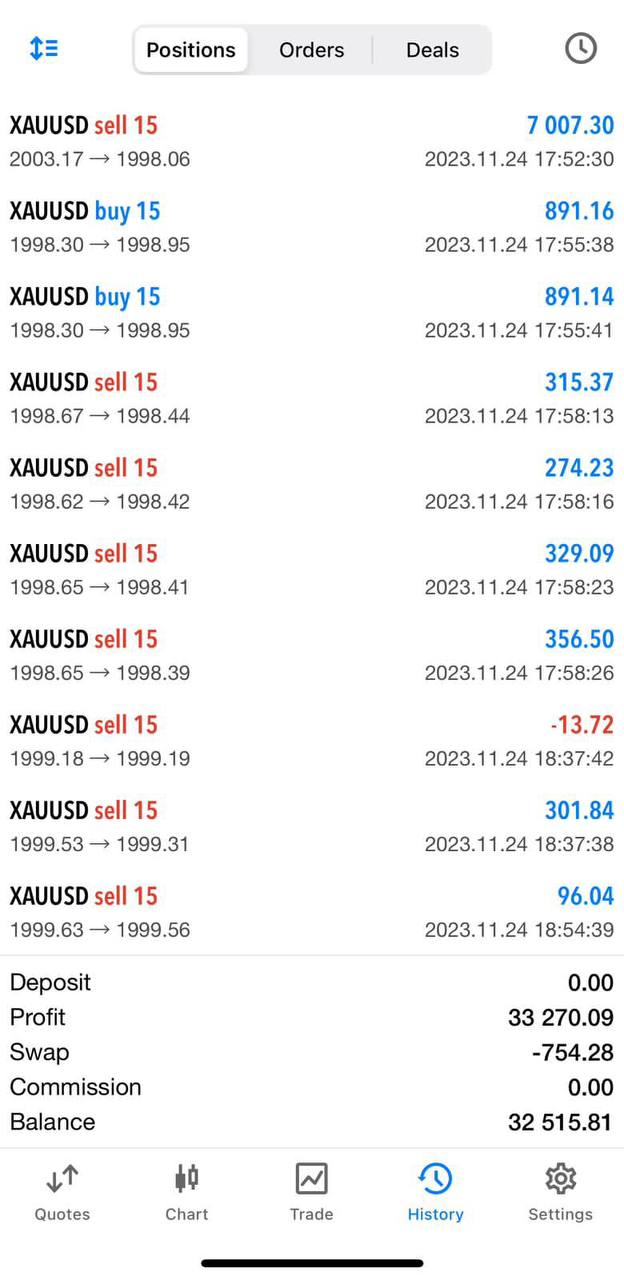 Positions Orders Deals
XAUUSD sell 15 7 007.30
2003.17 → 1998.06 2023.11.24 17:52:30
XAUUSD buy 15 891.16
1998.30 → 1998.95 2023.11.24 17:55:38
XAUUSD buy 15 891.14
1998.30 → 1998.95 2023.11.24 17:55:41
XAUUSD sell 15 315.37
1998.67 → 1998.44 2023.11.24 17:58:13
XAUUSD sell 15 274.23
1998.62 → 1998.42 2023.11.24 17:58:16
XAUUSD sell 15 329.09
1998.65 → 1998.41 2023.11.24 17:58:23
XAUUSD sell 15 356.50
1998.65 → 1998.39 2023.11.24 17:58:26
XAUUSD sell 15 -13.72
1999.18 → 1999.19 2023.11.24 18:37:42
XAUUSD sell 15 301.84
1999.53 → 1999.31 2023.11.24 18:37:38
XAUUSD sell 15 96.04
1999.63 → 1999.56 2023.11.24 18:54:39
Deposit 0.00
Profit 33 270.09
Swap -754.28
Commission 0.00
Balance 32 515.81
Quotes Chart Trade History Settings